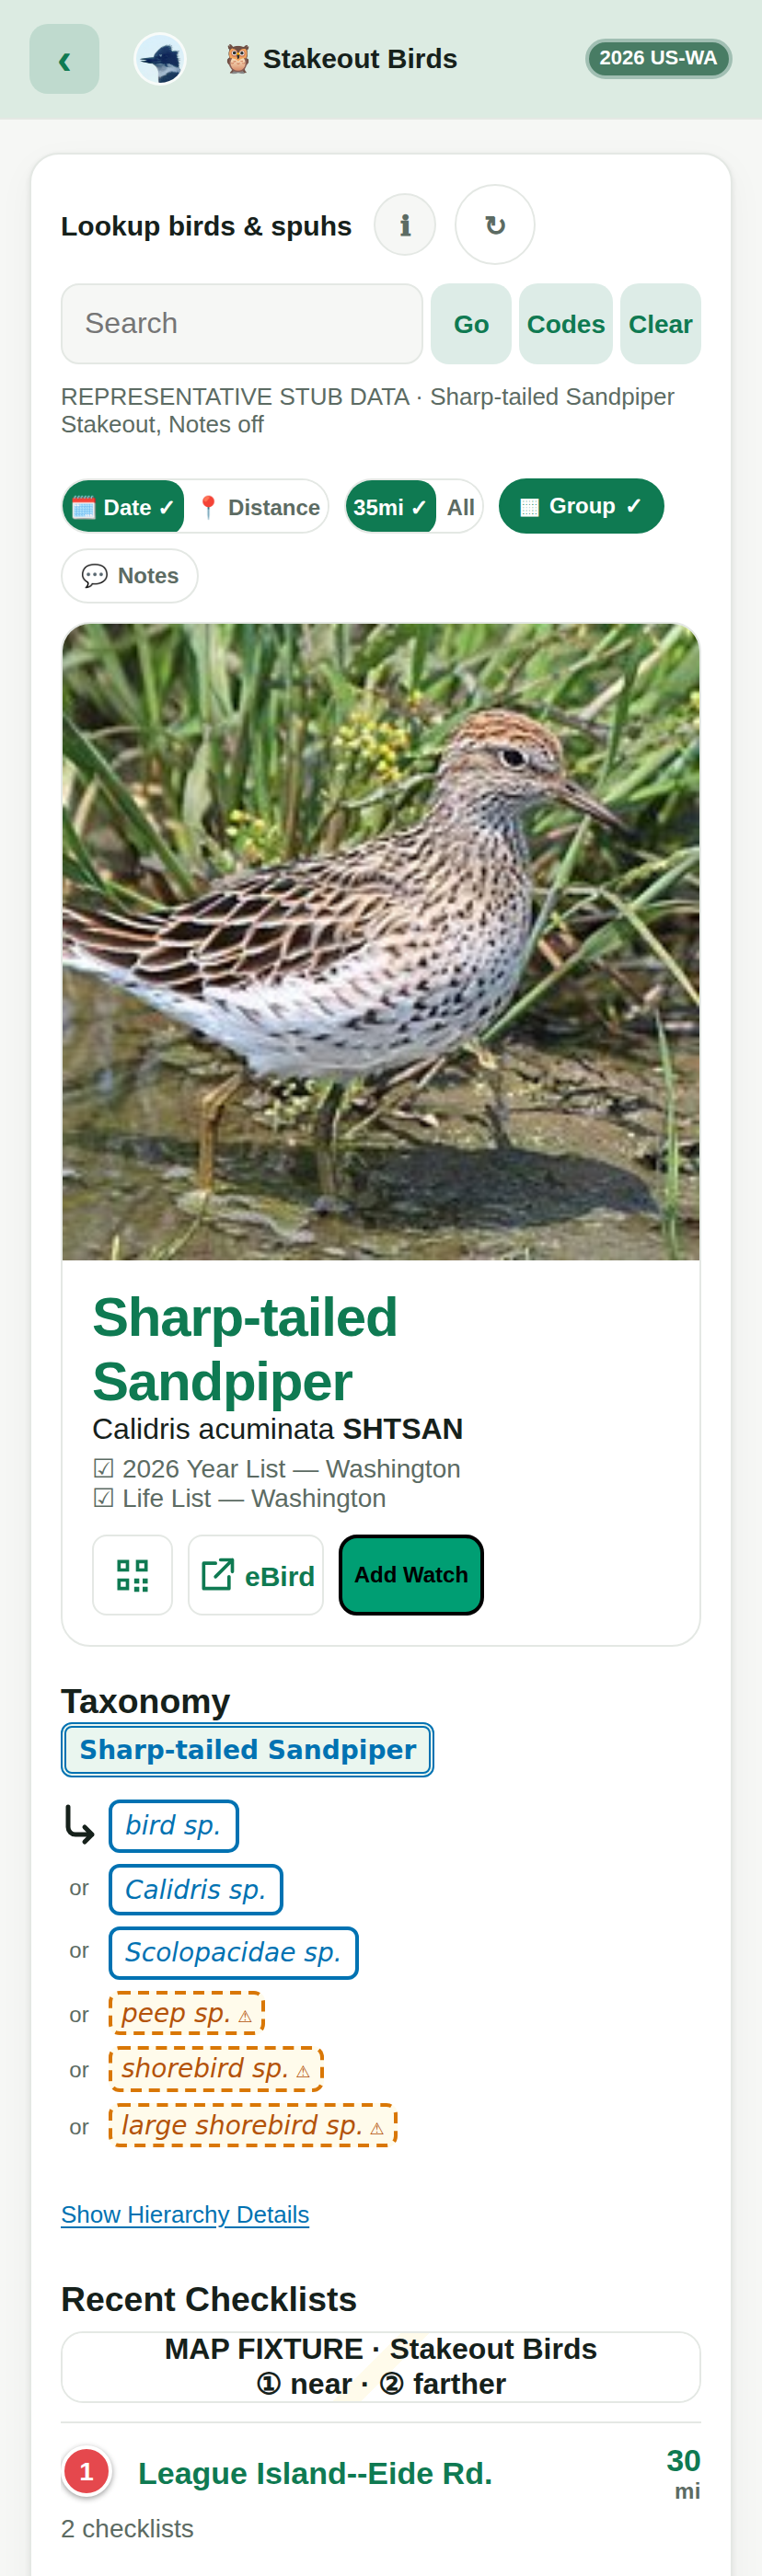 ‹ 🦉 Stakeout Birds 2026 US-WA
Lookup birds & spuhs ℹ ↻
Search Go Codes Clear
REPRESENTATIVE STUB DATA · Sharp-tailed Sandpiper
Stakeout, Notes off
🗓️ Date ✓ 📍 Distance 35mi ✓ All ▦ Group ✓
💬 Notes
Sharp-tailed
Sandpiper
Calidris acuminata SHTSAN
☑ 2026 Year List — Washington
☑ Life List — Washington
eBird Add Watch
Taxonomy
Sharp-tailed Sandpiper
bird sp.
or Calidris sp.
or Scolopacidae sp.
or peep sp. ⚠
or shorebird sp. ⚠
or large shorebird sp. ⚠
Show Hierarchy Details
Recent Checklists
MAP FIXTURE · Stakeout Birds
① near · ② farther
1 League Island--Eide Rd. 30
mi
2 checklists